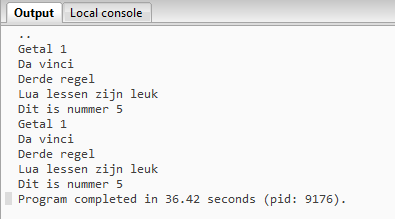 Output Local console
..
Getal 1
Da vinci
Derde regel
Lua lessen zijn leuk
Dit is nummer 5
Getal 1
Da vinci
Derde regel
Lua lessen zijn leuk
Dit is nummer 5
Program completed in 36.42 seconds (pid: 9176).